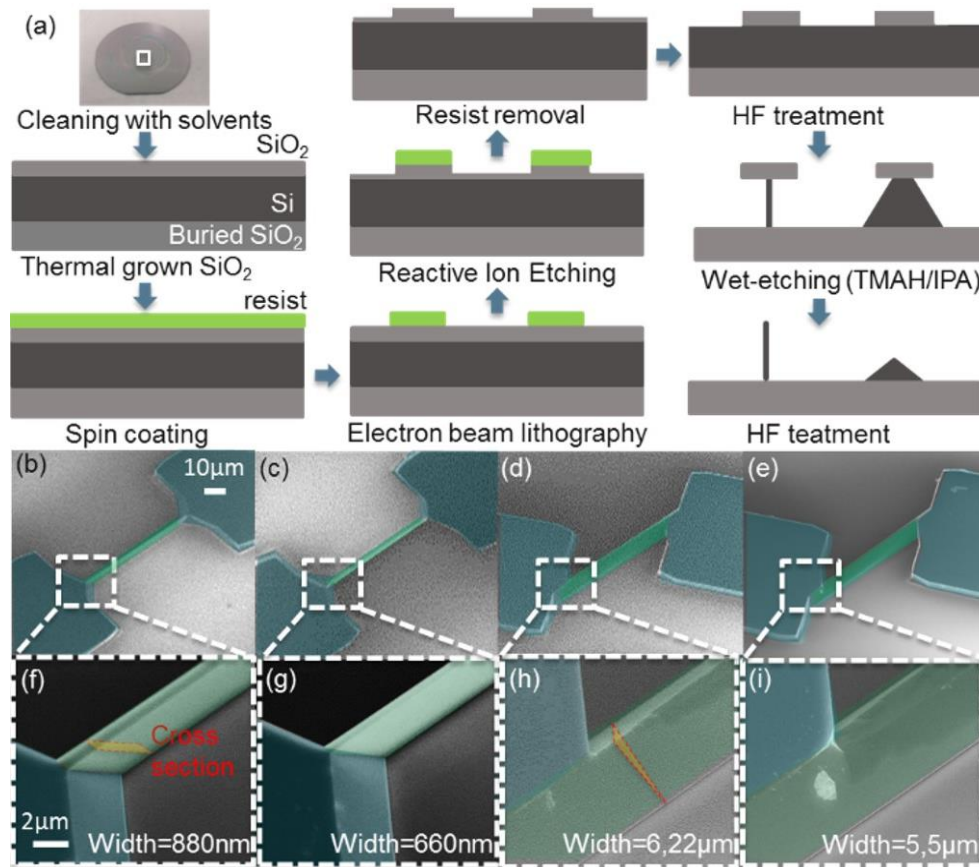 (a)
Cleaning with solvents
SiO2
Si
Buried SiO2
Thermal grown SiO2
resist
Spin coating
Electron beam lithography
Reactive Ion Etching
Resist removal
HF treatment
Wet-etching (TMAH/IPA)
HF teatment
(b)
10µm
(c)
(d)
(e)
(f)
Cross
section
2µm
Width=880nm
(g)
Width=660nm
(h)
Width=6,22µm
(i)
Width=5,5µm